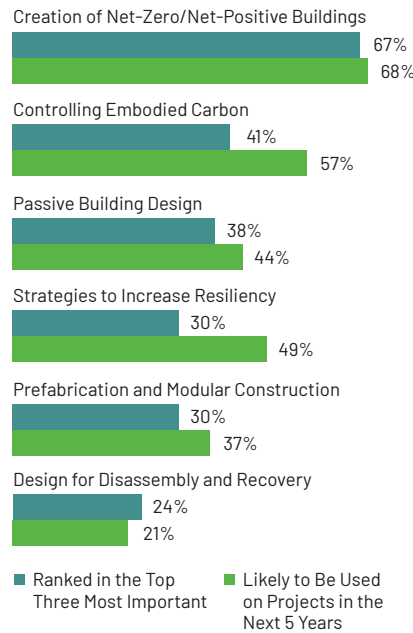 Creation of Net-Zero/Net-Positive Buildings
67%
68%
Controlling Embodied Carbon
41%
57%
Passive Building Design
38%
44%
Strategies to Increase Resiliency
30%
49%
Prefabrication and Modular Construction
30%
37%
Design for Disassembly and Recovery
24%
21%
Ranked in the Top
Three Most Important
Likely to Be Used
on Projects in the
Next 5 Years